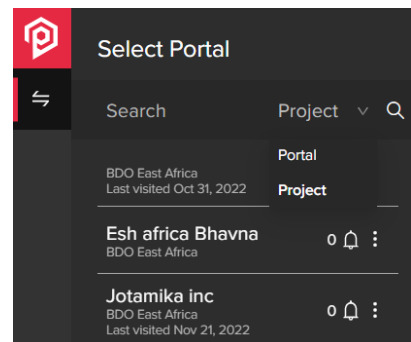 Select Portal
Search Project
Portal
BDO East Africa
Last visited Oct 31, 2022
Project
Esh africa Bhavna
BDO East Africa
0
Jotamika inc
BDO East Africa
Last visited Nov 21, 2022
0